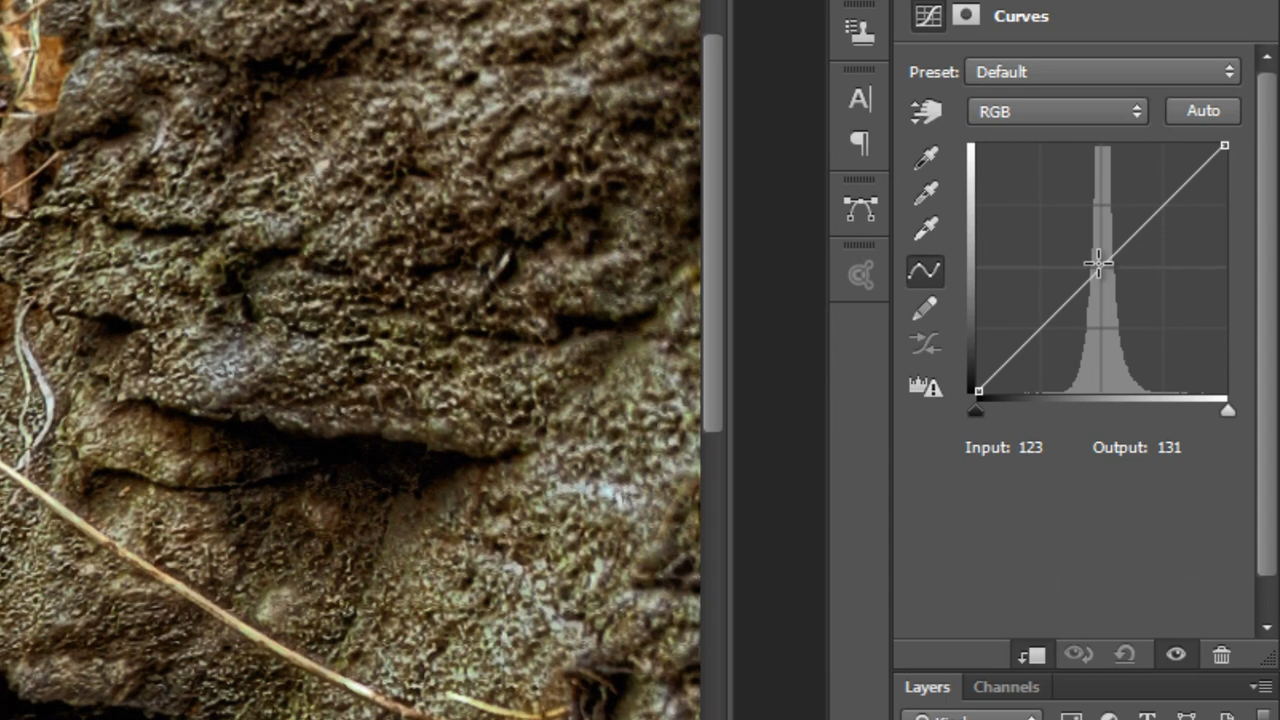 Curves
Preset: Default
RGB Auto
Input: 123 Output: 131
Layers Channels